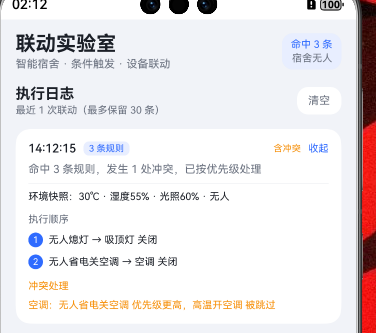 02:12
100
联动实验室
命中 3 条
宿舍无人
智能宿舍 · 条件触发 · 设备联动
执行日志
最近 1 次联动（最多保留 30 条）
清空
14:12:15
3 条规则
含冲突
收起
命中 3 条规则，发生 1 处冲突，已按优先级处理
环境快照：30℃ · 湿度55% · 光照60% · 无人
执行顺序
1 无人熄灯 → 吸顶灯 关闭
2 无人省电关空调 → 空调 关闭
冲突处理
空调：无人省电关空调 优先级更高，高温开空调 被跳过